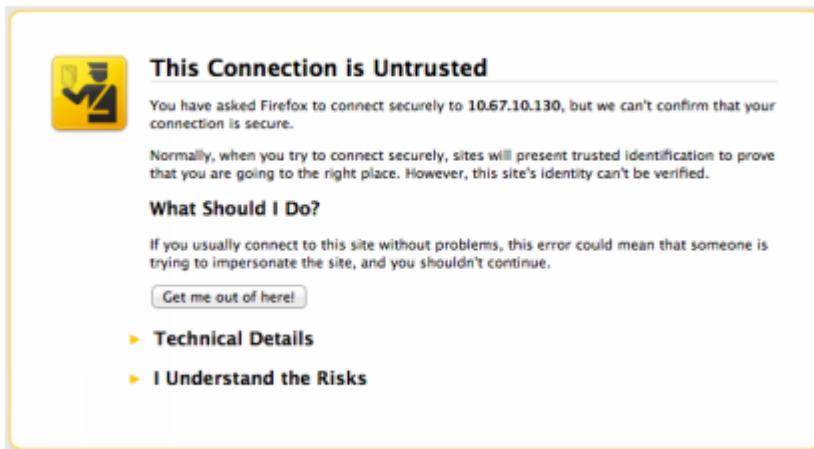 This Connection is Untrusted
You have asked Firefox to connect securely to 10.67.10.130, but we can't confirm that your
connection is secure.
Normally, when you try to connect securely, sites will present trusted identification to prove
that you are going to the right place. However, this site's identity can't be verified.
What Should I Do?
If you usually connect to this site without problems, this error could mean that someone is
trying to impersonate the site, and you shouldn't continue.
Get me out of here!
Technical Details
I Understand the Risks